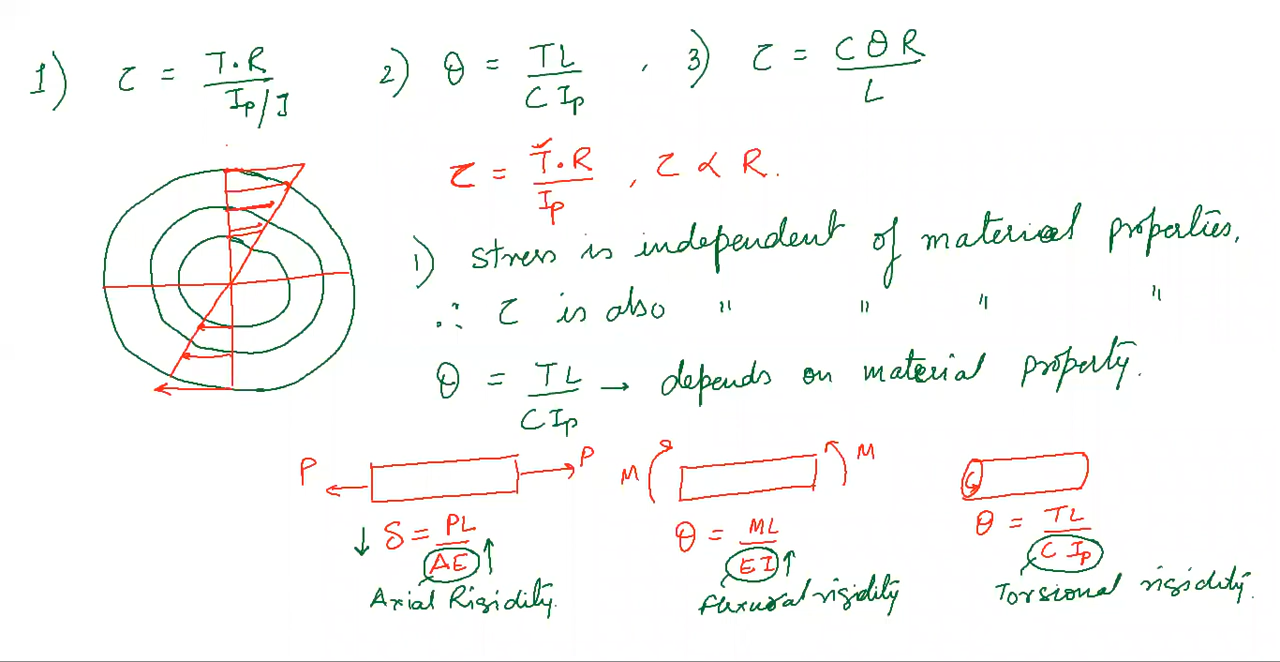 1) τ = T.R / Ip/J 2) θ = TL / C Ip , 3) τ = CθR / L
τ = T.R / Ip , τ α R.
1) Stress is independent of material properties.
∴ τ is also " " " "
θ = TL / C Ip → depends on material property.
P P M M
↓ δ = PL / AE ↑ θ = ML / EI ↑ θ = TL / C Ip
Axial Rigidity. flexural rigidity Torsional rigidity.